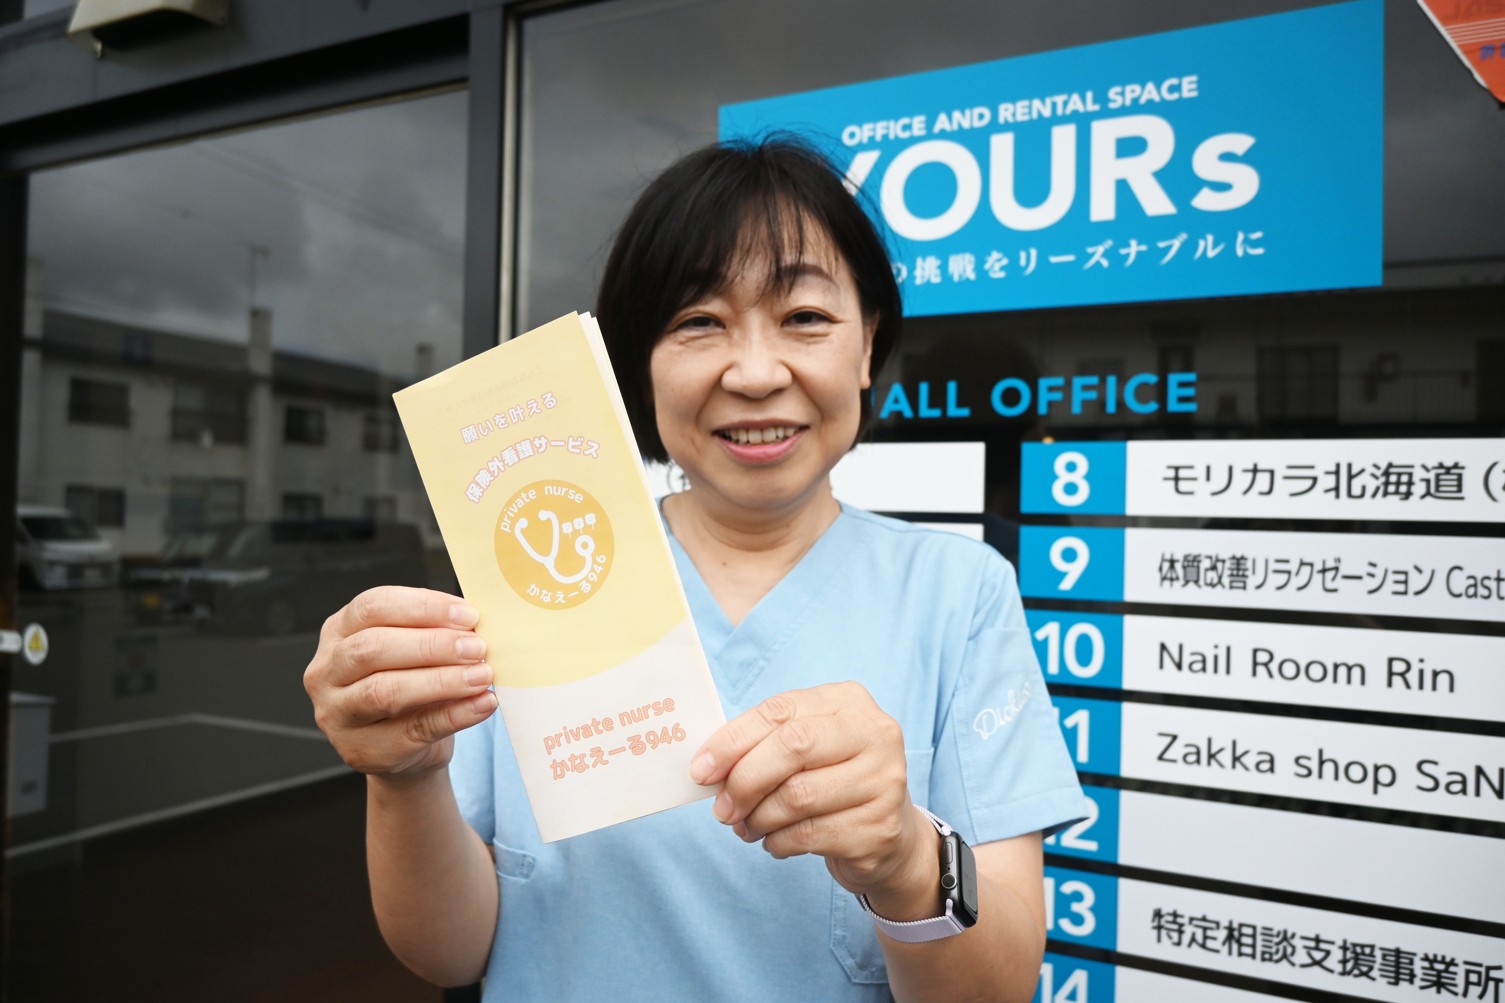 OFFICE AND RENTAL SPACE
YOURs
の挑戦をリーズナブルに
ALL OFFICE
8 モリカラ北海道（
9 体質改善リラクゼーション Cast
10 Nail Room Rin
11 Zakka shop SaN
12
13 特定相談支援事業所
14
願いを叶える
保険外看護サービス
private nurse
かなえーる946
private nurse
かなえーる946